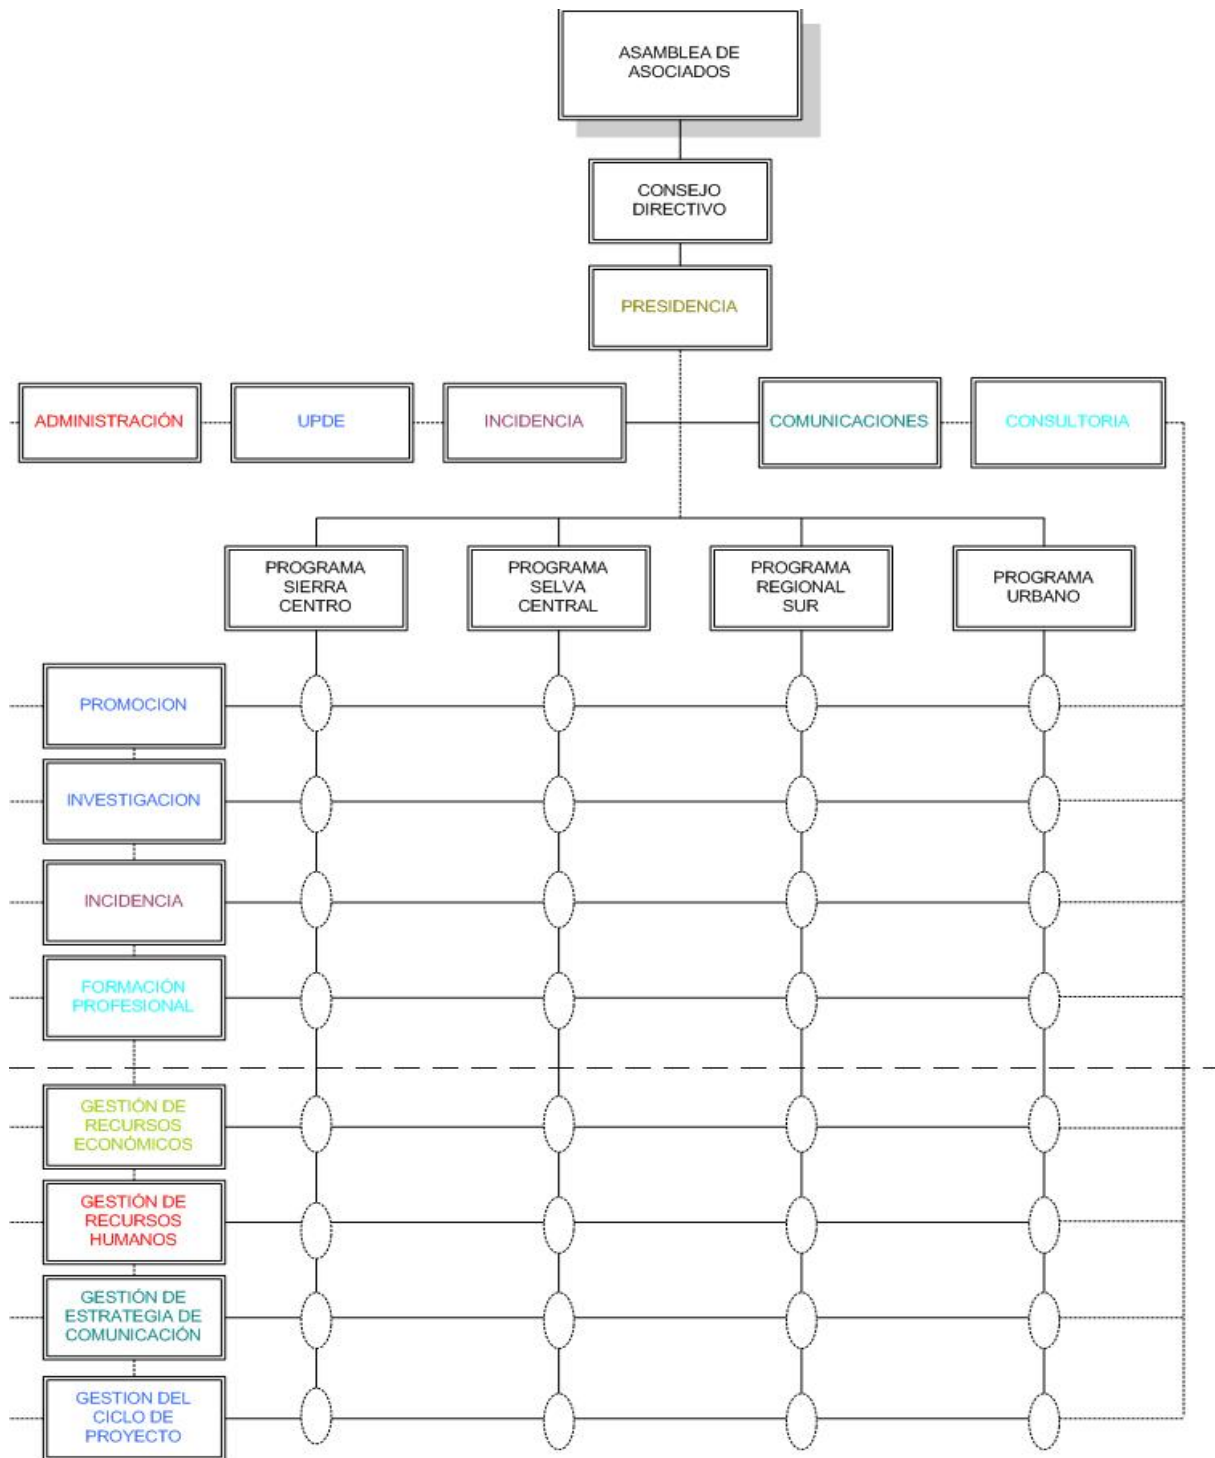 ASAMBLEA DE
ASOCIADOS
CONSEJO
DIRECTIVO
PRESIDENCIA
ADMINISTRACIÓN
UPDE
INCIDENCIA
COMUNICACIONES
CONSULTORIA
PROGRAMA
SIERRA
CENTRO
PROGRAMA
SELVA
CENTRAL
PROGRAMA
REGIONAL
SUR
PROGRAMA
URBANO
PROMOCION
INVESTIGACION
INCIDENCIA
FORMACIÓN
PROFESIONAL
GESTIÓN DE
RECURSOS
ECONÓMICOS
GESTIÓN DE
RECURSOS
HUMANOS
GESTIÓN DE
ESTRATEGIA DE
COMUNICACIÓN
GESTION DEL
CICLO DE
PROYECTO